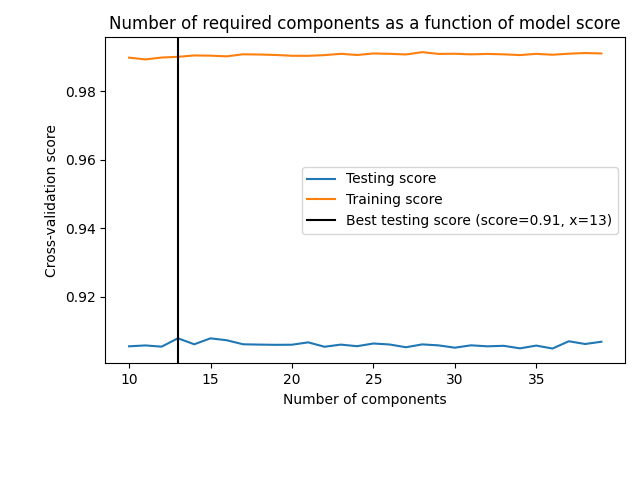 Number of required components as a function of model score
Cross-validation score
0.98
0.96
0.94
0.92
Testing score
Training score
Best testing score (score=0.91, x=13)
10 15 20 25 30 35
Number of components